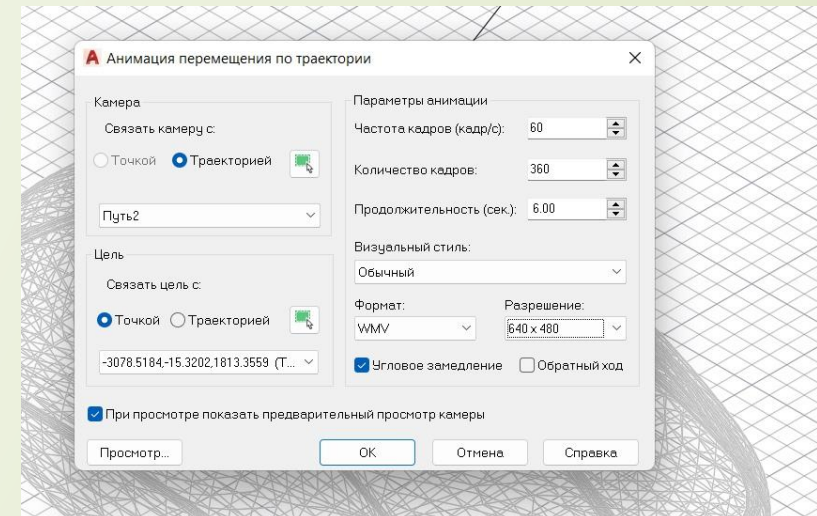 Анимация перемещения по траектории
Камера
Связать камеру с:
Точкой Траекторией
Путь2
Цель
Связать цель с:
Точкой Траекторией
-3078.5184,-15.3202,1813.3559 (Т...
Параметры анимации
Частота кадров (кадр/с): 60
Количество кадров: 360
Продолжительность (сек.): 6.00
Визуальный стиль:
Обычный
Формат: Разрешение:
WMV 640 x 480
Угловое замедление Обратный ход
При просмотре показать предварительный просмотр камеры
Просмотр... ОК Отмена Справка